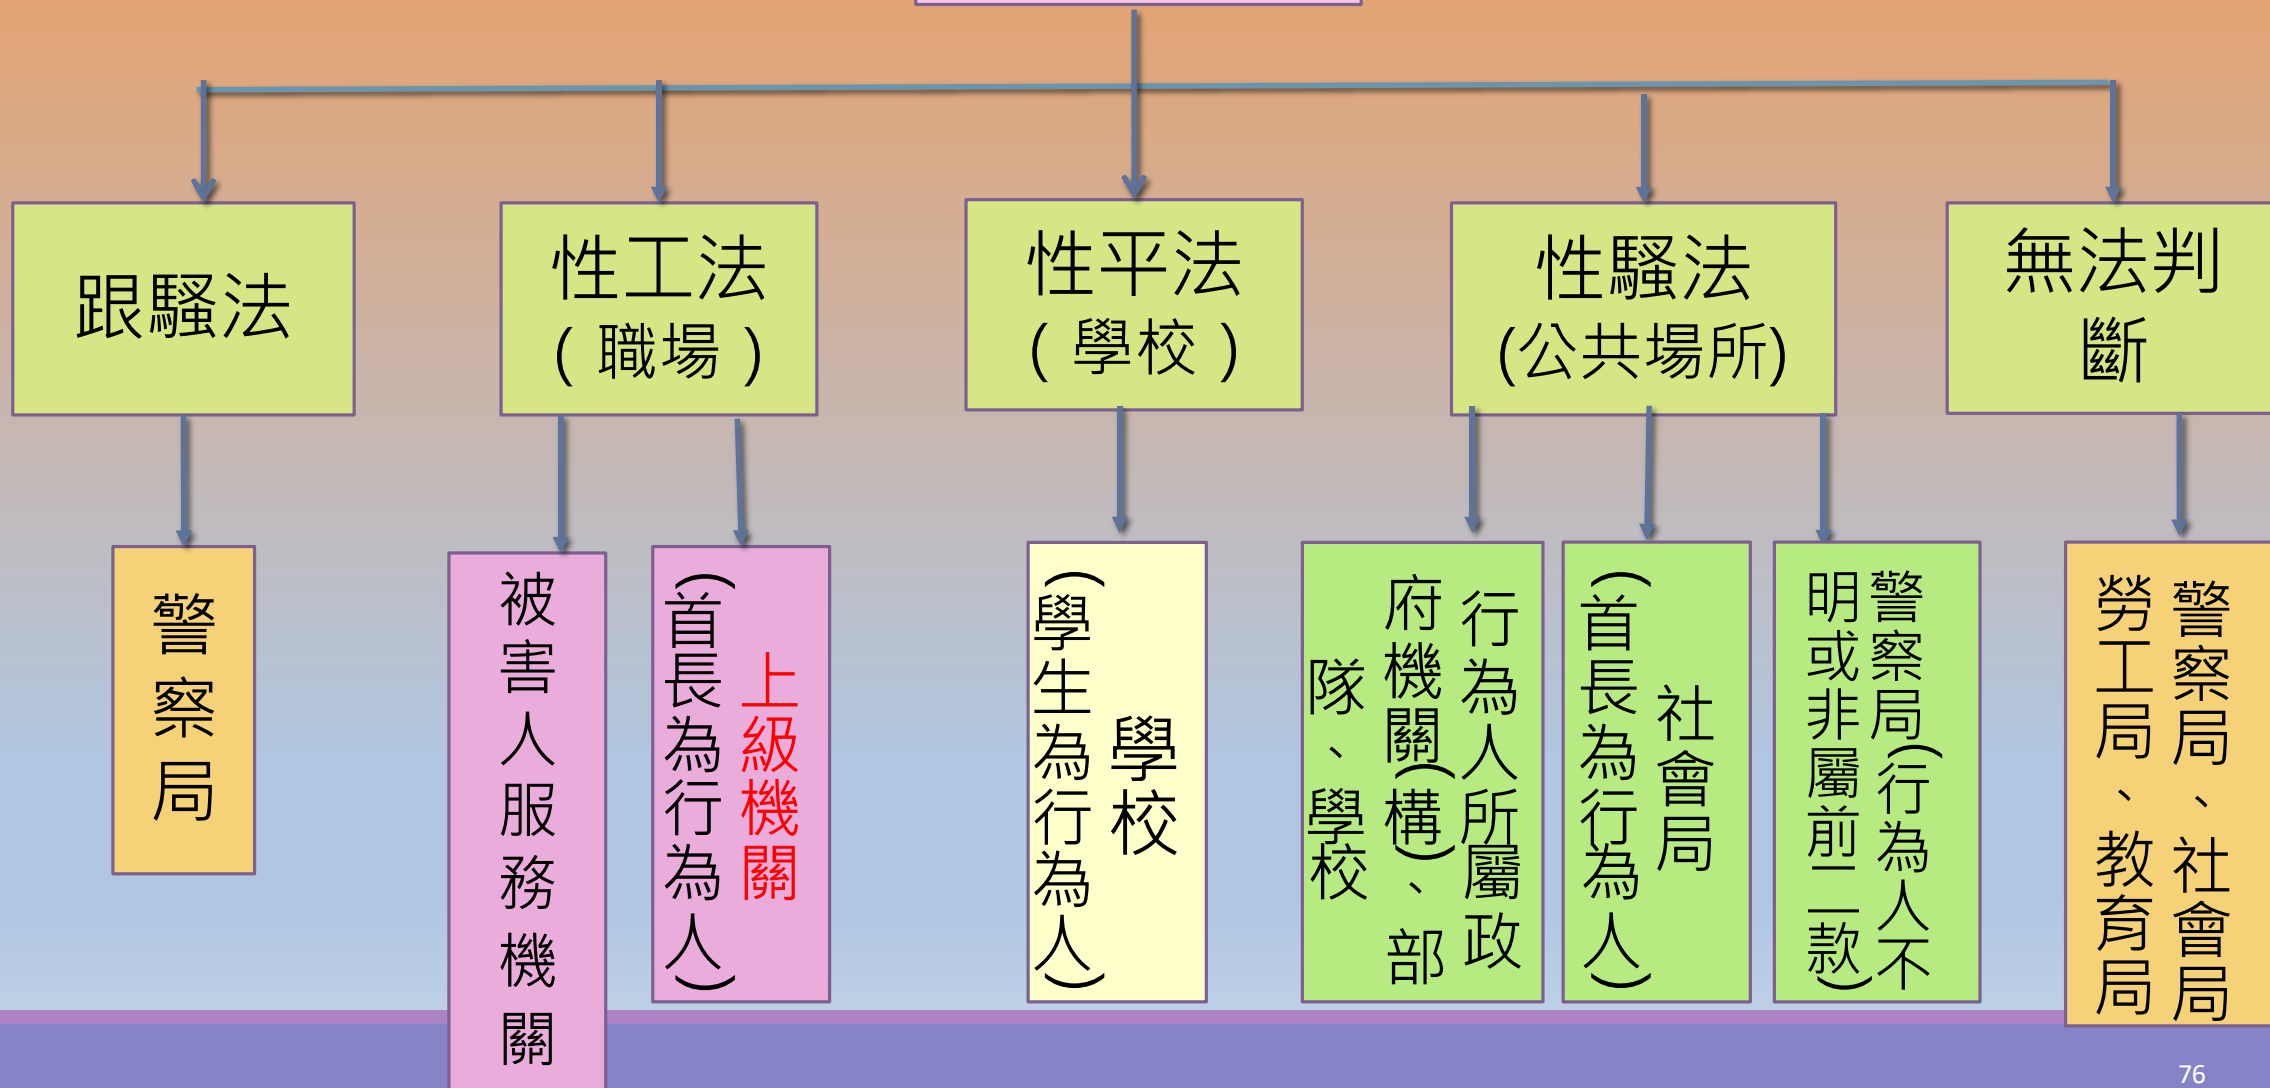 跟騷法
性工法
( 職場 )
性平法
( 學校 )
性騷法
(公共場所)
無法判
斷
警察局
被害人服務機關
上級機關
(首長為行為人)
學校
(學生為行為人)
行為人所屬政
府機關(構)、部
隊、學校
社會局
(首長為行為人)
警察局(行為人不
明或非屬前二款)
警察局、社會局
勞工局、教育局
76